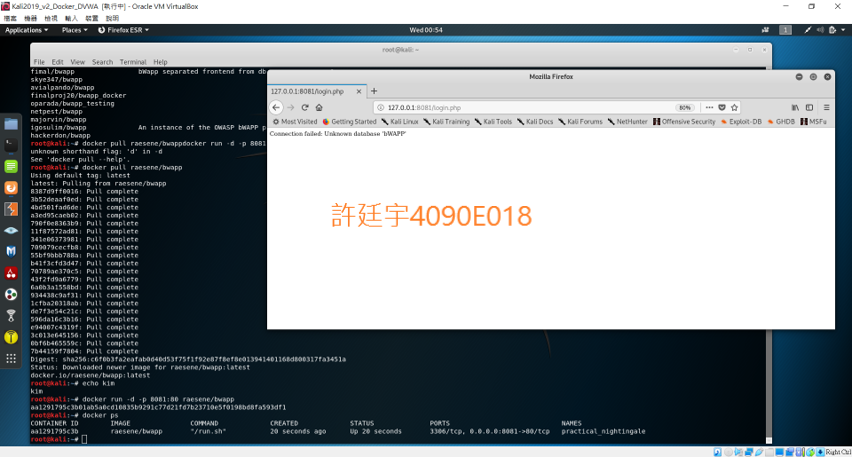 Kali2019_v2_Docker_DVWA [執行中] - Oracle VM VirtualBox
檔案 機器 檢視 輸入 裝置 說明
Applications Places Firefox ESR Wed 00:54 1
root@kali: ~
File Edit View Search Terminal Help
fimal/bwapp bWapp separated frontend from db
skye347/bwapp
avialpando/bwapp
finalproj20/bwapp_docker
oparada/bwapp_testing
netpest/bwapp
majorvin/bwapp
igosulim/bwapp An instance of the OWASP bWAPP p
hackerdon/bwapp
root@kali:~# docker pull raesene/bwappdocker run -d -p 8081
unknown shorthand flag: 'd' in -d
See 'docker pull --help'.
root@kali:~# docker pull raesene/bwapp
Using default tag: latest
latest: Pulling from raesene/bwapp
8387d9ff0016: Pull complete
3b52deaaf0ed: Pull complete
4bd501fad6de: Pull complete
a3ed95caeb02: Pull complete
790f0e8363b9: Pull complete
11f87572ad81: Pull complete
341e06373981: Pull complete
709079cecfb8: Pull complete
55bf9bbb788a: Pull complete
b41f3cfd3d47: Pull complete
70789ae370c5: Pull complete
43f2fd9a6779: Pull complete
6a0b3a1558bd: Pull complete
934438c9af31: Pull complete
1cfba20318ab: Pull complete
de7f3e54c21c: Pull complete
596da16c3b16: Pull complete
e94007c4319f: Pull complete
3c013e645156: Pull complete
0bf6b465559c: Pull complete
7b44159f7804: Pull complete
Status: Downloaded newer image for raesene/bwapp:latest
docker.io/raesene/bwapp:latest
root@kali:~# echo kim
kim
root@kali:~# docker run -d -p 8081:80 raesene/bwapp
root@kali:~# docker ps
CONTAINER ID IMAGE COMMAND CREATED STATUS PORTS NAMES
aa1291795c3b raesene/bwapp "/run.sh" 20 seconds ago Up 20 seconds 3306/tcp, 0.0.0.0:8081->80/tcp practical_nightingale
root@kali:~#
Mozilla Firefox
127.0.0.1:8081/login.php
127.0.0.1:8081/login.php 80%
Most Visited Getting Started Kali Linux Kali Training Kali Tools Kali Docs Kali Forums NetHunter Offensive Security Exploit-DB GHDB MSFu
Connection failed: Unknown database 'bWAPP'
許廷宇4090E018
Right Ctrl